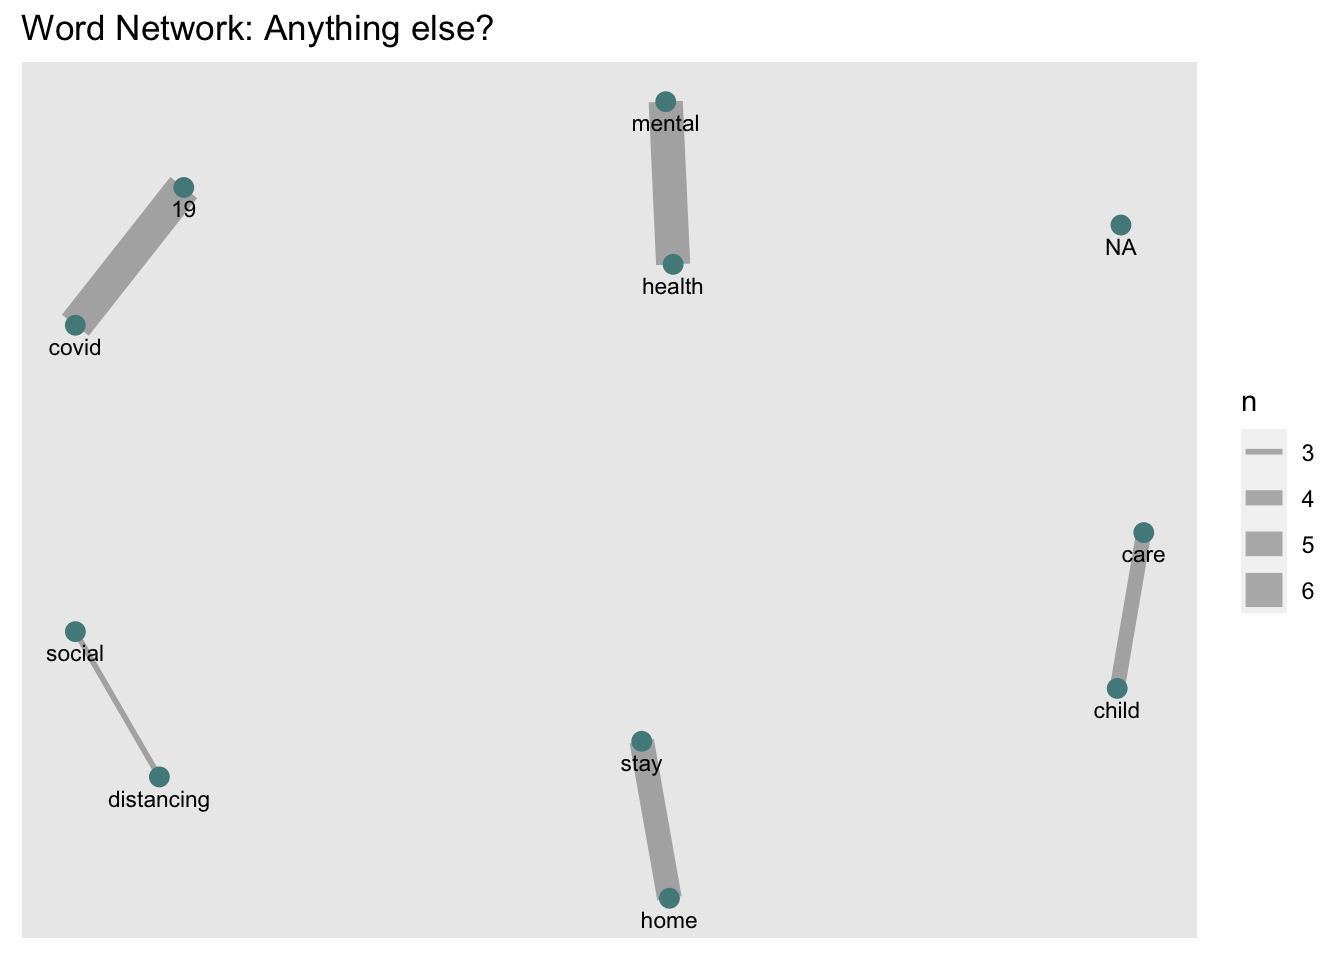 Word Network: Anything else?
mental
19
NA
health
covid
n
3
4
5
6
care
social
child
stay
distancing
home